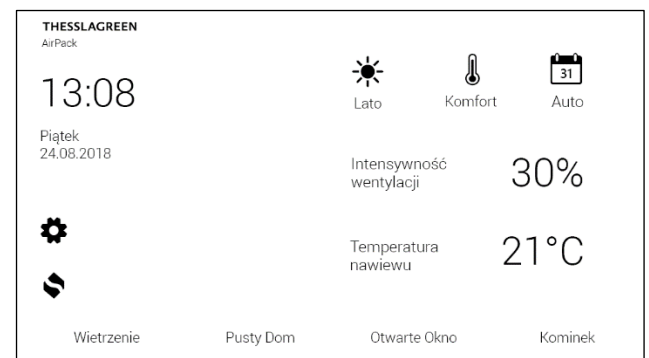 THESSLAGREEN
AirPack
13:08
Piątek
24.08.2018
31
Lato
Komfort
Auto
Intensywność
wentylacji
30%
Temperatura
nawiewu
21°C
Wietrzenie
Pusty Dom
Otwarte Okno
Kominek